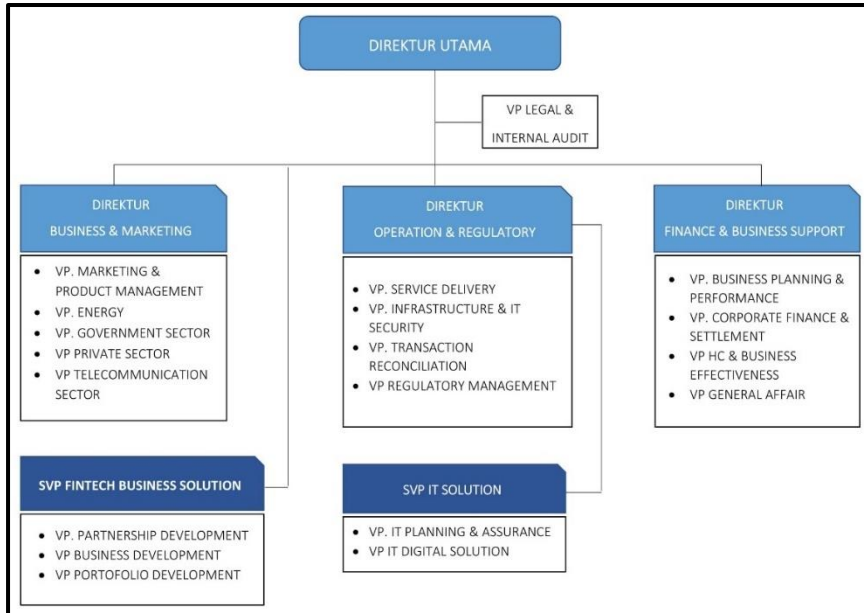 DIREKTUR UTAMA
VP LEGAL &
INTERNAL AUDIT
DIREKTUR
BUSINESS & MARKETING
• VP. MARKETING &
PRODUCT MANAGEMENT
• VP. ENERGY
• VP. GOVERNMENT SECTOR
• VP PRIVATE SECTOR
• VP TELECOMMUNICATION
SECTOR
DIREKTUR
OPERATION & REGULATORY
• VP. SERVICE DELIVERY
• VP. INFRASTRUCTURE & IT
SECURITY
• VP. TRANSACTION
RECONCILIATION
• VP REGULATORY MANAGEMENT
DIREKTUR
FINANCE & BUSINESS SUPPORT
• VP. BUSINESS PLANNING &
PERFORMANCE
• VP. CORPORATE FINANCE &
SETTLEMENT
• VP HC & BUSINESS
EFFECTIVENESS
• VP GENERAL AFFAIR
SVP FINTECH BUSINESS SOLUTION
• VP. PARTNERSHIP DEVELOPMENT
• VP BUSINESS DEVELOPMENT
• VP PORTOFOLIO DEVELOPMENT
SVP IT SOLUTION
• VP. IT PLANNING & ASSURANCE
• VP IT DIGITAL SOLUTION